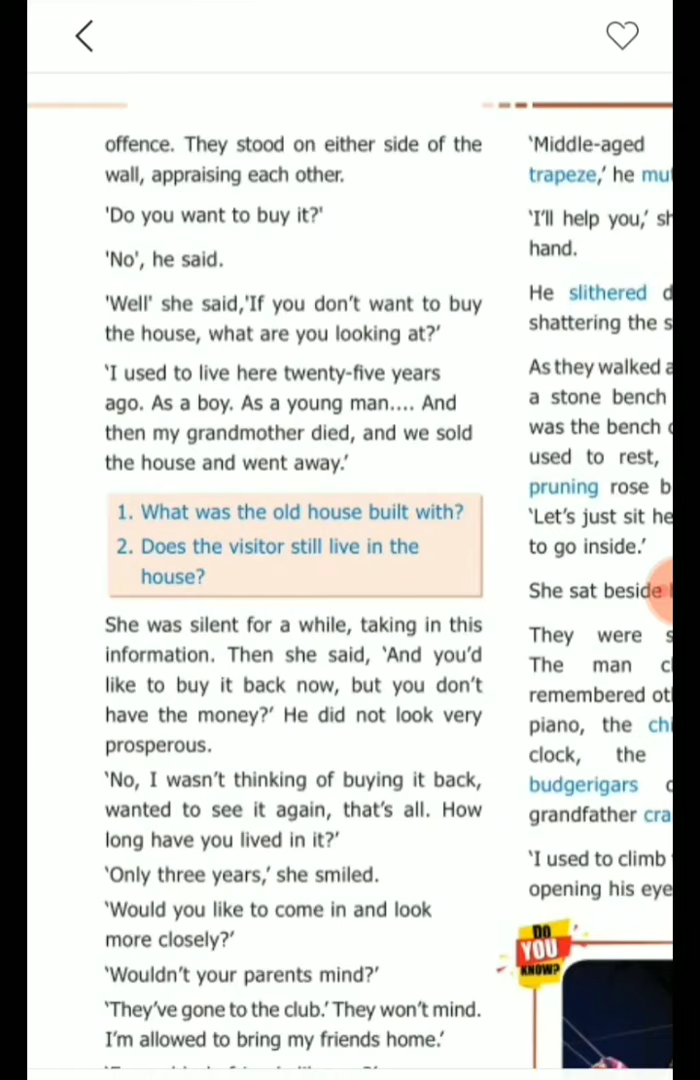 offence. They stood on either side of the
wall, appraising each other.
'Do you want to buy it?'
'No', he said.
'Well' she said,'If you don't want to buy
the house, what are you looking at?'
'I used to live here twenty-five years
ago. As a boy. As a young man.... And
then my grandmother died, and we sold
the house and went away.'
1. What was the old house built with?
2. Does the visitor still live in the
house?
She was silent for a while, taking in this
information. Then she said, 'And you'd
like to buy it back now, but you don't
have the money?' He did not look very
prosperous.
'No, I wasn't thinking of buying it back,
wanted to see it again, that's all. How
long have you lived in it?'
'Only three years,' she smiled.
'Would you like to come in and look
more closely?'
'Wouldn't your parents mind?'
'They've gone to the club.' They won't mind.
I'm allowed to bring my friends home.'
'Middle-aged
trapeze,' he
'I'll help you,'
hand.
He slithered
shattering the
As they walked
a stone bench
was the bench
used to rest,
pruning rose
'Let's just sit
to go inside.'
She sat beside
They were
The man
remembered
piano, the
clock, the
budgerigars
grandfather
'I used to climb
opening his
DO
YOU
KNOW?